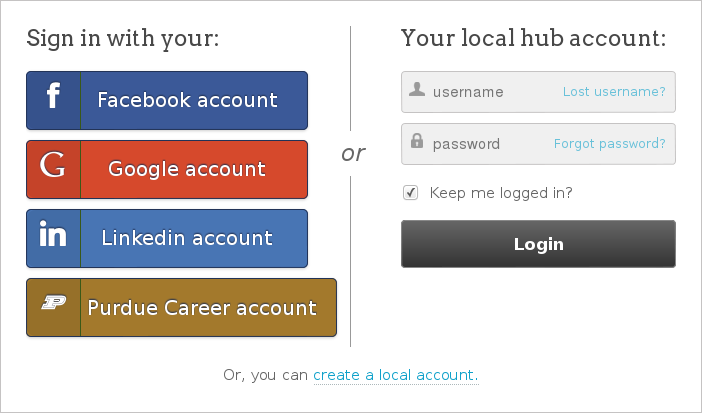 Sign in with your:
f Facebook account
G Google account
in Linkedin account
P Purdue Career account
or
Your local hub account:
username Lost username?
password Forgot password?
Keep me logged in?
Login
Or, you can create a local account.